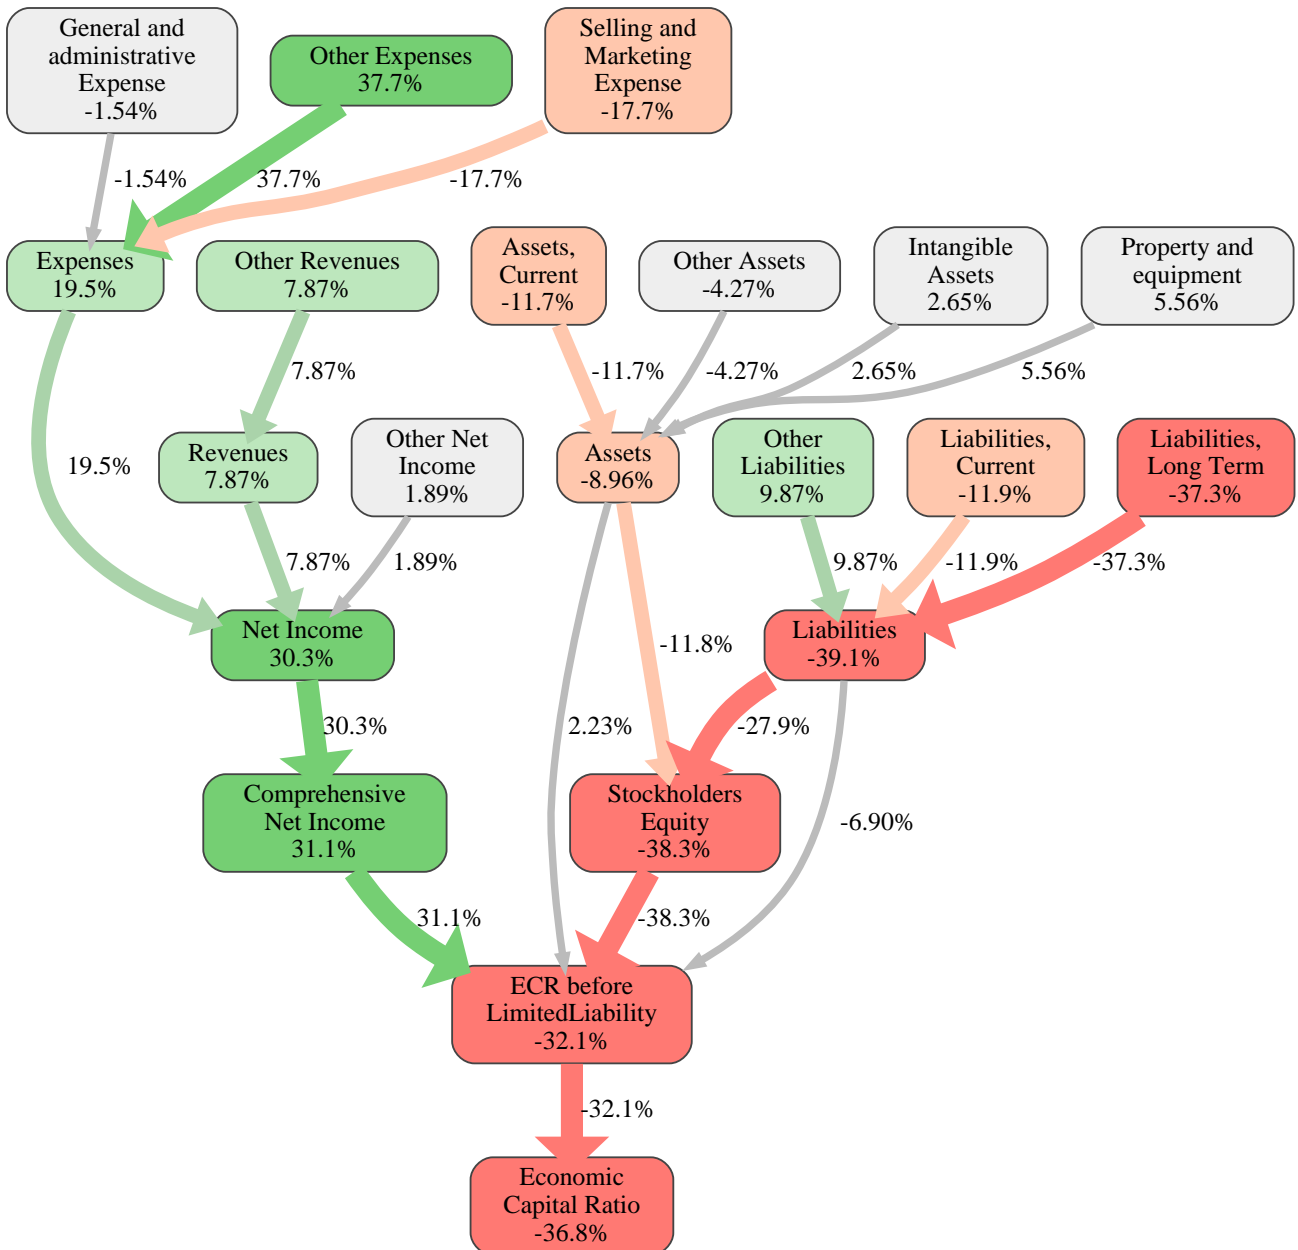 General and
administrative
Expense
-1.54%
Other Expenses
37.7%
Selling and
Marketing
Expense
-17.7%
-1.54%
37.7%
-17.7%
Expenses
19.5%
Other Revenues
7.87%
Assets,
Current
-11.7%
Other Assets
-4.27%
Intangible
Assets
2.65%
Property and
equipment
5.56%
7.87%
-11.7%
-4.27%
2.65%
5.56%
19.5%
Revenues
7.87%
Other Net
Income
1.89%
Assets
-8.96%
Other
Liabilities
9.87%
Liabilities,
Current
-11.9%
Liabilities,
Long Term
-37.3%
7.87%
1.89%
9.87%
-11.9%
-37.3%
Net Income
30.3%
-11.8%
Liabilities
-39.1%
30.3%
2.23%
-27.9%
Comprehensive
Net Income
31.1%
Stockholders
Equity
-38.3%
-6.90%
31.1%
-38.3%
ECR before
LimitedLiability
-32.1%
-32.1%
Economic
Capital Ratio
-36.8%